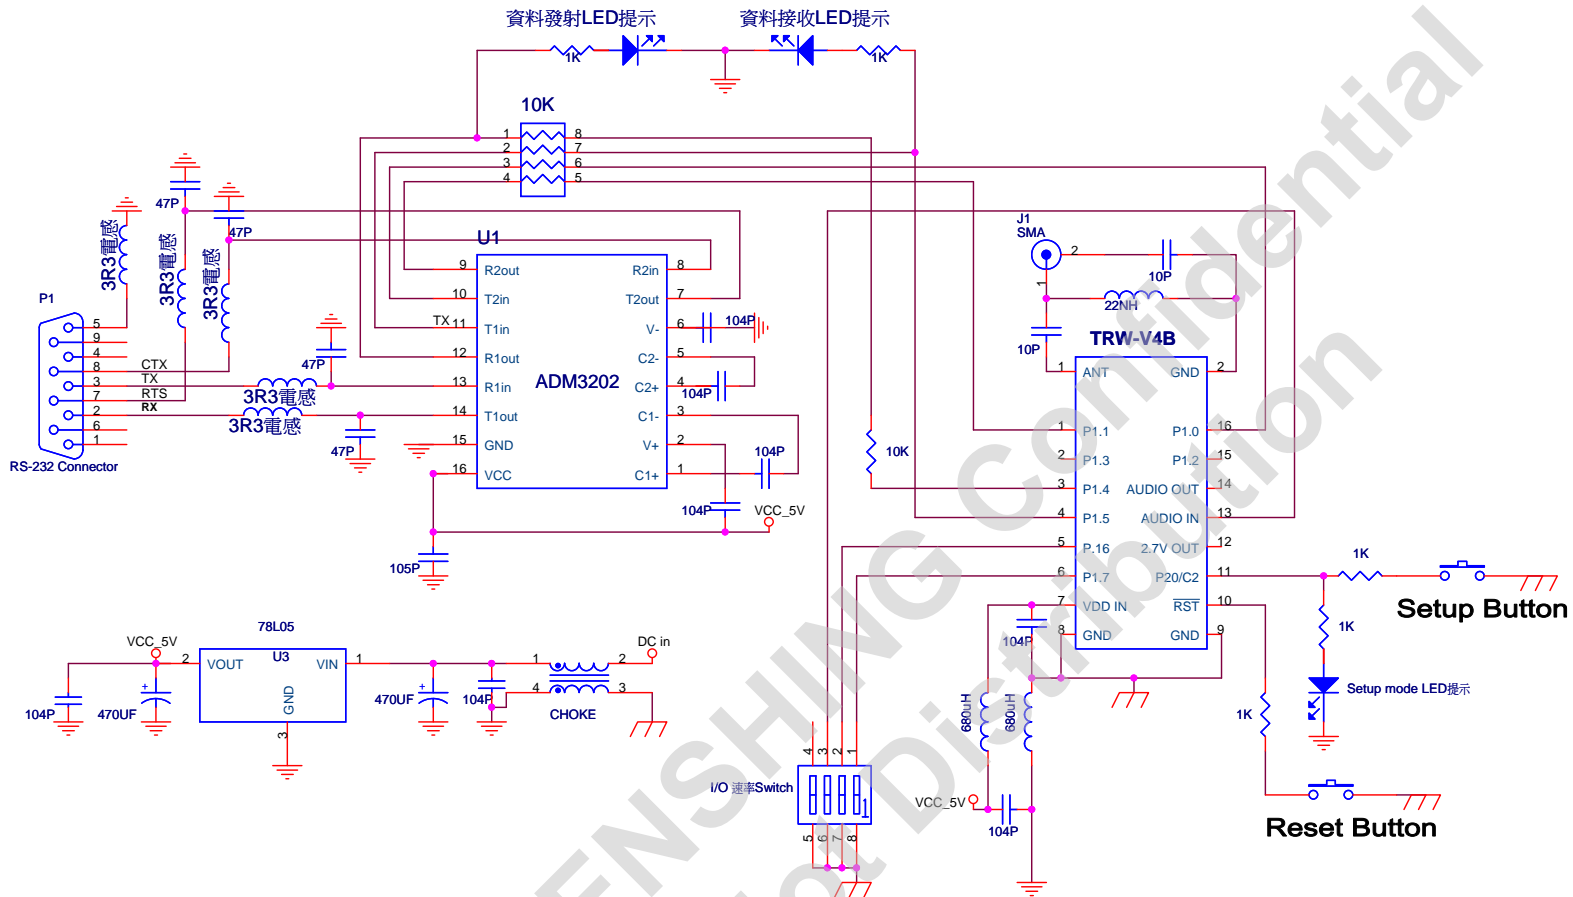 資料發射LED提示
資料接收LED提示
1K
1K
10K
1 8
2 7
3 6
4 5
47P
47P
3R3電感
3R3電感
3R3電感
P1
5
9
4
8 CTX
3 TX
7 RTS
2 RX
6
1
RS-232 Connector
47P
3R3電感
3R3電感
47P
U1
ADM3202
9 R2out R2in 8
10 T2in T2out 7
TX 11 T1in V- 6
12 R1out C2- 5
13 R1in C2+ 4
14 T1out C1- 3
15 GND V+ 2
16 VCC C1+ 1
104P
104P
104P
104P
VCC_5V
105P
10K
J1
SMA
2
1
10P
22NH
10P
TRW-V4B
1 ANT GND 2
1 P1.1 P1.0 16
2 P1.3 P1.2 15
3 P1.4 AUDIO OUT 14
4 P1.5 AUDIO IN 13
5 P.16 2.7V OUT 12
6 P1.7 P20/C2 11
7 VDD IN RST 10
8 GND GND 9
104P
680uH
680uH
VCC_5V
104P
1K
Setup Button
1K
Setup mode LED提示
1K
Reset Button
78L05
U3
VCC_5V
2 VOUT VIN 1
GND
3
104P
470UF
470UF
104P
1 2
4 3
CHOKE
DC in
4 3 2 1
I/O 速率Switch
1
5 6 7 8
ENSHING Confidential
ot Distribution